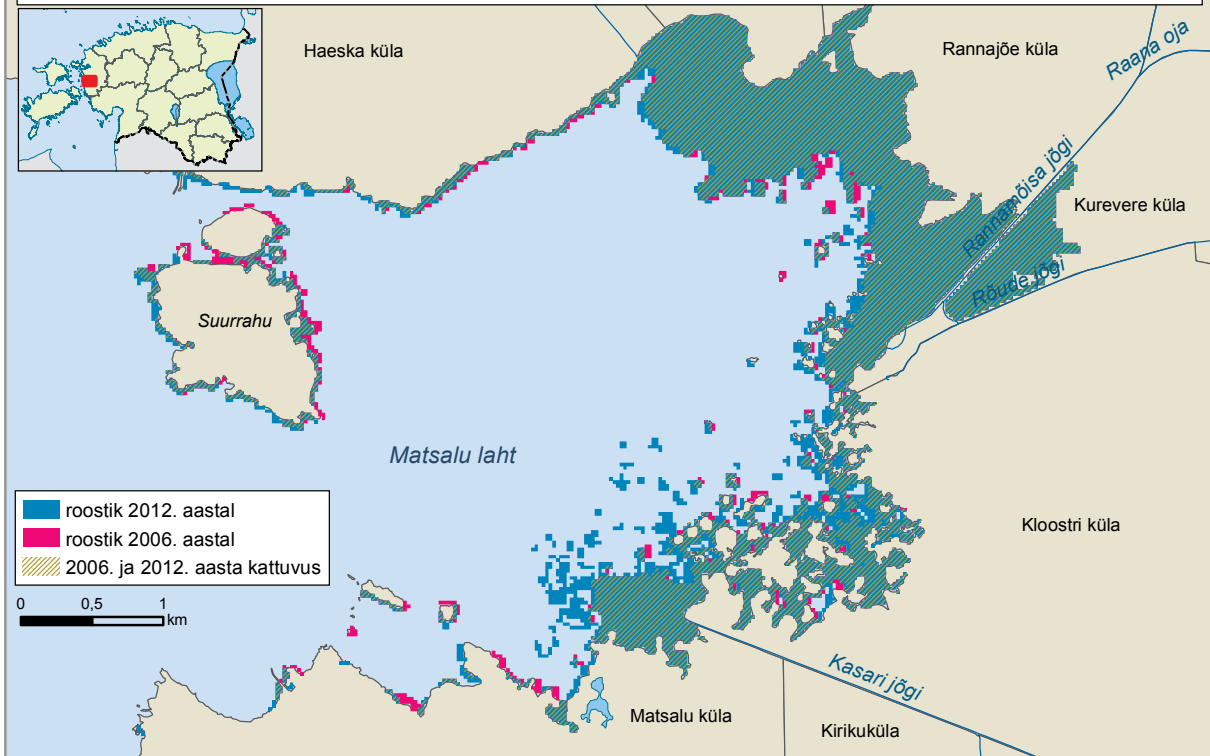 Haeska küla
Rannajõe küla
Raana oja
Rannamõisa jõgi
Kurevere küla
Rõude jõgi
Suurrahu
Matsalu laht
roostik 2012. aastal
roostik 2006. aastal
2006. ja 2012. aasta kattuvus
0 0,5 1
km
Kloostri küla
Kasari jõgi
Matsalu küla
Kirikuküla